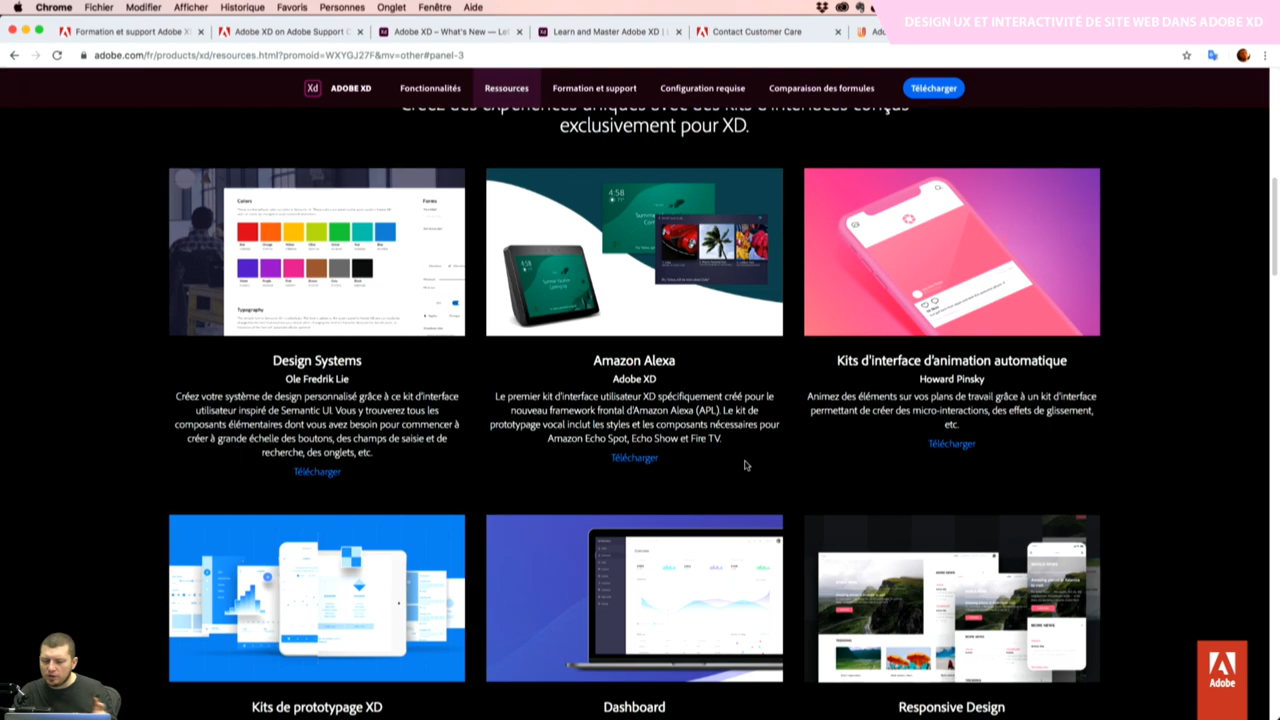 Chrome Fichier Modifier Afficher Historique Favoris Personnes Onglet Fenêtre Aide
DESIGN UX ET INTERACTIVITÉ DE SITE WEB DANS ADOBE XD
Formation et support Adobe X
Adobe XD on Adobe Support C
Adobe XD – What's New — Le
Learn and Master Adobe XD | L
Contact Customer Care
adobe.com/fr/products/xd/resources.html?promoid=WXYGJ27F&mv=other#panel-3
Xd ADOBE XD Fonctionnalités Ressources Formation et support Configuration requise Comparaison des formules Télécharger
Créez des expériences uniques avec des kits d'interfaces conçus
exclusivement pour XD.
Colors
Forms
Typography
4:58
Design Systems
Ole Fredrik Lie
Créez votre système de design personnalisé grâce à ce kit d'interface
utilisateur inspiré de Semantic UI. Vous y trouverez tous les
composants élémentaires dont vous avez besoin pour commencer à
créer à grande échelle des boutons, des champs de saisie et de
recherche, des onglets, etc.
Télécharger
Amazon Alexa
Adobe XD
Le premier kit d'interface utilisateur XD spécifiquement créé pour le
nouveau framework frontal d'Amazon Alexa (APL). Le kit de
prototypage vocal inclut les styles et les composants nécessaires pour
Amazon Echo Spot, Echo Show et Fire TV.
Télécharger
Kits d'interface d'animation automatique
Howard Pinsky
Animez des éléments sur vos plans de travail grâce à un kit d'interface
permettant de créer des micro-interactions, des effets de glissement,
etc.
Télécharger
MORE NEWS
Kits de prototypage XD
Dashboard
Responsive Design
Adobe